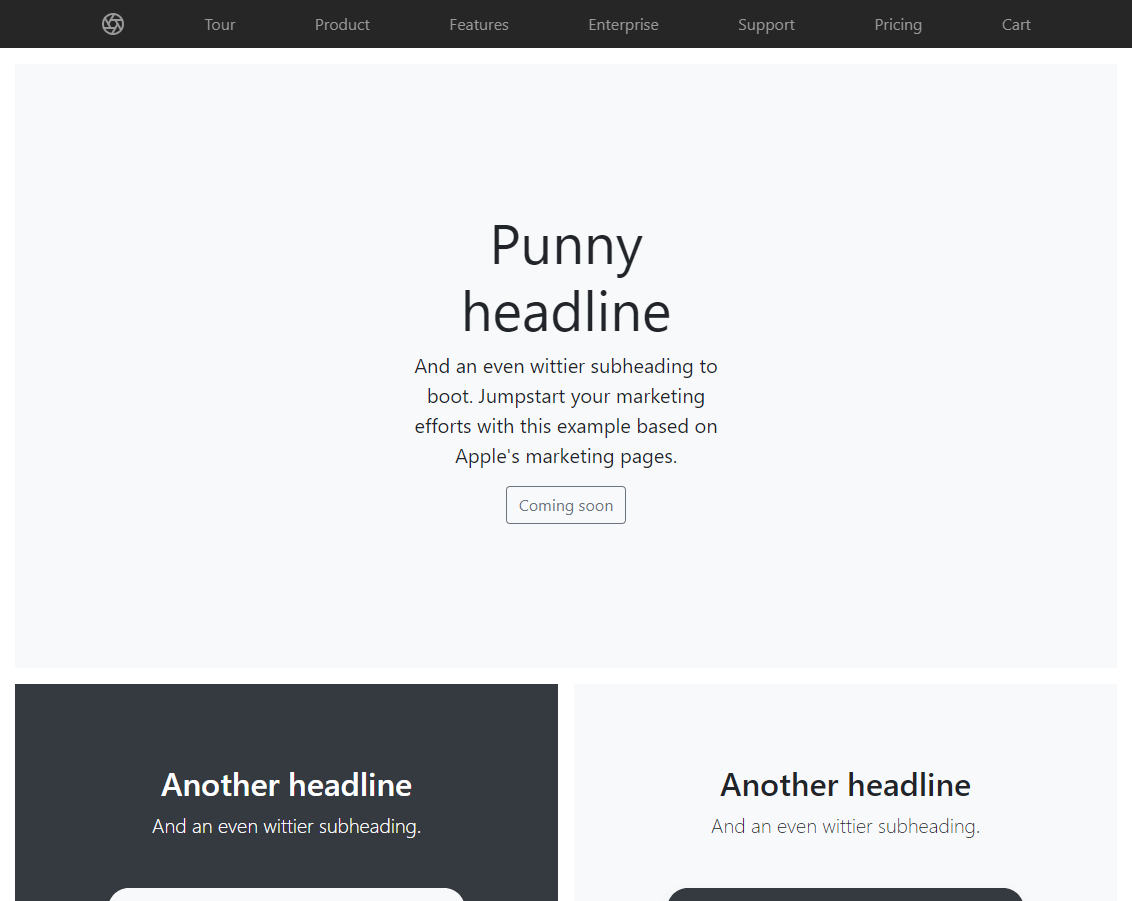 Tour Product Features Enterprise Support Pricing Cart
Punny
headline
And an even wittier subheading to
boot. Jumpstart your marketing
efforts with this example based on
Apple's marketing pages.
Coming soon
Another headline
And an even wittier subheading.
Another headline
And an even wittier subheading.